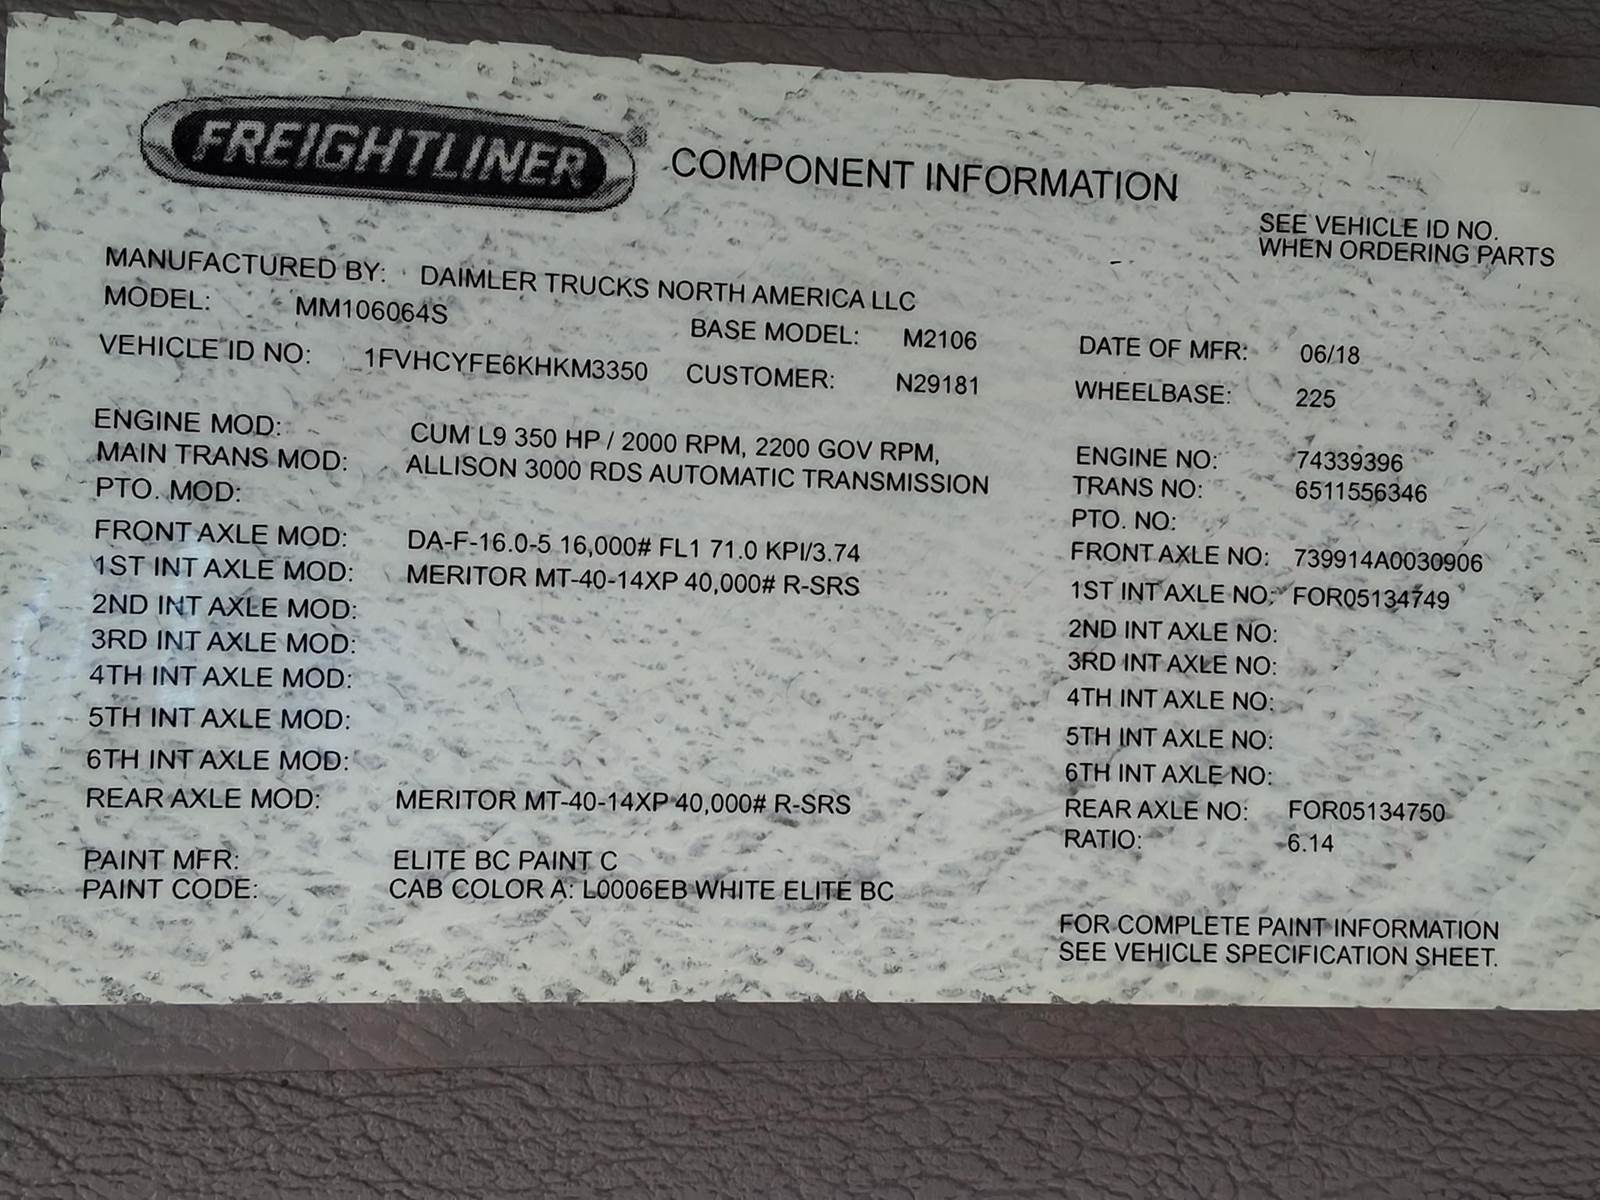 FREIGHTLINER® COMPONENT INFORMATION
SEE VEHICLE ID NO.
WHEN ORDERING PARTS
MANUFACTURED BY: DAIMLER TRUCKS NORTH AMERICA LLC
MODEL: MM106064S BASE MODEL: M2106 DATE OF MFR: 06/18
VEHICLE ID NO: 1FVHCYFE6KHKM3350 CUSTOMER: N29181 WHEELBASE: 225
ENGINE MOD: CUM L9 350 HP / 2000 RPM, 2200 GOV RPM, ENGINE NO: 74339396
MAIN TRANS MOD: ALLISON 3000 RDS AUTOMATIC TRANSMISSION TRANS NO: 6511556346
PTO. MOD: PTO. NO:
FRONT AXLE MOD: DA-F-16.0-5 16,000# FL1 71.0 KPI/3.74 FRONT AXLE NO: 739914A0030906
1ST INT AXLE MOD: MERITOR MT-40-14XP 40,000# R-SRS 1ST INT AXLE NO: FOR05134749
2ND INT AXLE MOD: 2ND INT AXLE NO:
3RD INT AXLE MOD: 3RD INT AXLE NO:
4TH INT AXLE MOD: 4TH INT AXLE NO:
5TH INT AXLE MOD: 5TH INT AXLE NO:
6TH INT AXLE MOD: 6TH INT AXLE NO:
REAR AXLE MOD: MERITOR MT-40-14XP 40,000# R-SRS REAR AXLE NO: FOR05134750
RATIO: 6.14
PAINT MFR: ELITE BC PAINT C
PAINT CODE: CAB COLOR A: L0006EB WHITE ELITE BC
FOR COMPLETE PAINT INFORMATION
SEE VEHICLE SPECIFICATION SHEET.